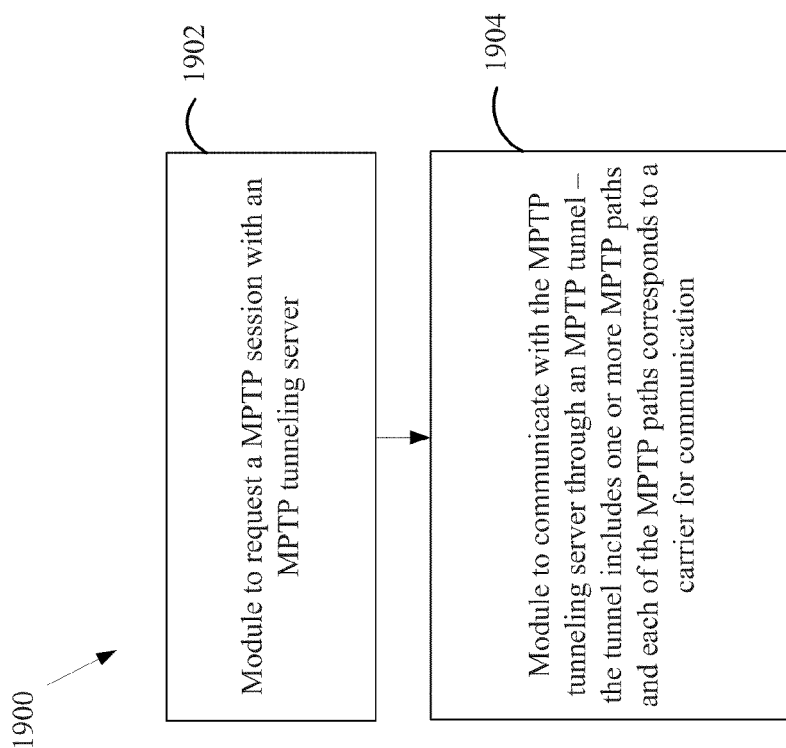 1900
1902
Module to request a MPTP session with an
MPTP tunneling server
1904
Module to communicate with the MPTP
tunneling server through an MPTP tunnel –
the tunnel includes one or more MPTP paths
and each of the MPTP paths corresponds to a
carrier for communication